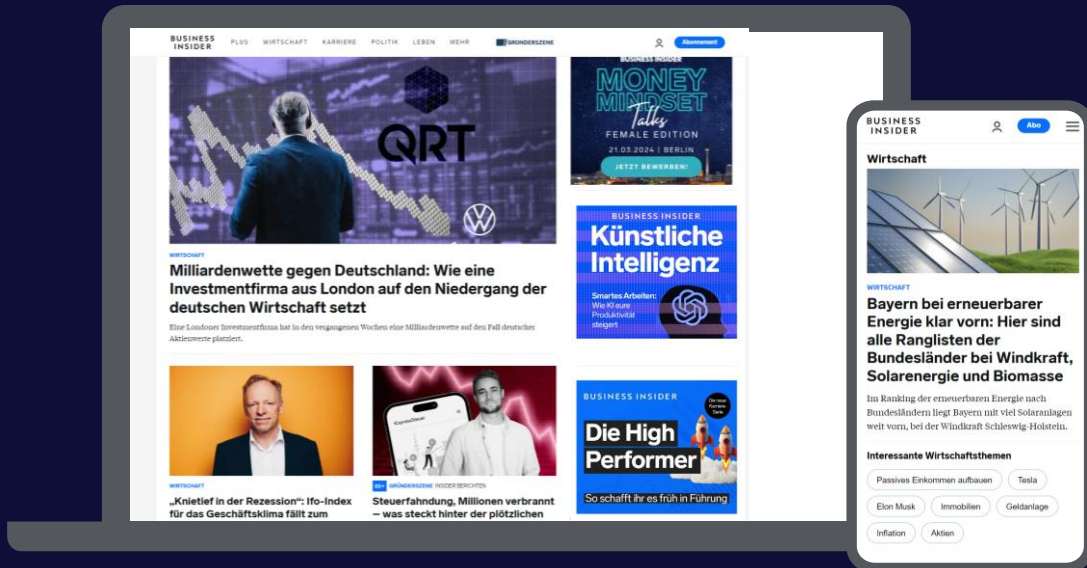 BUSINESS
INSIDER
PLUS WIRTSCHAFT KARRIERE POLITIK LEBEN MEHR GRÜNDERSZENE
Abonnement
QRT
WIRTSCHAFT
Milliardenwette gegen Deutschland: Wie eine
Investmentfirma aus London auf den Niedergang der
deutschen Wirtschaft setzt
Eine Londoner Investmentfirma hat in den vergangenen Wochen eine Milliardenwette auf den Fall deutscher
Aktienwerte platziert.
WIRTSCHAFT
„Knietief in der Rezession“: Ifo-Index
für das Geschäftsklima fällt zum
ExpressSteuer
GRÜNDERSZENE INSIDER BERICHTEN
Steuerfahndung, Millionen verbrannt
– was steckt hinter der plötzlichen
BUSINESS INSIDER
MONEY
MINDSET
Talks
FEMALE EDITION
21.03.2024 | BERLIN
JETZT BEWERBEN!
BUSINESS INSIDER
Künstliche
Intelligenz
Smartes Arbeiten:
Wie KI eure
Produktivität
steigert
BUSINESS INSIDER
Die neue
Karriere-
Serie
Die High
Performer
So schafft ihr es früh in Führung
BUSINESS
INSIDER
Abo
Wirtschaft
WIRTSCHAFT
Bayern bei erneuerbarer
Energie klar vorn: Hier sind
alle Ranglisten der
Bundesländer bei Windkraft,
Solarenergie und Biomasse
Im Ranking der erneuerbaren Energie nach
Bundesländern liegt Bayern mit viel Solaranlagen
weit vorn, bei der Windkraft Schleswig-Holstein.
Interessante Wirtschaftsthemen
Passives Einkommen aufbauen Tesla
Elon Musk Immobilien Geldanlage
Inflation Aktien